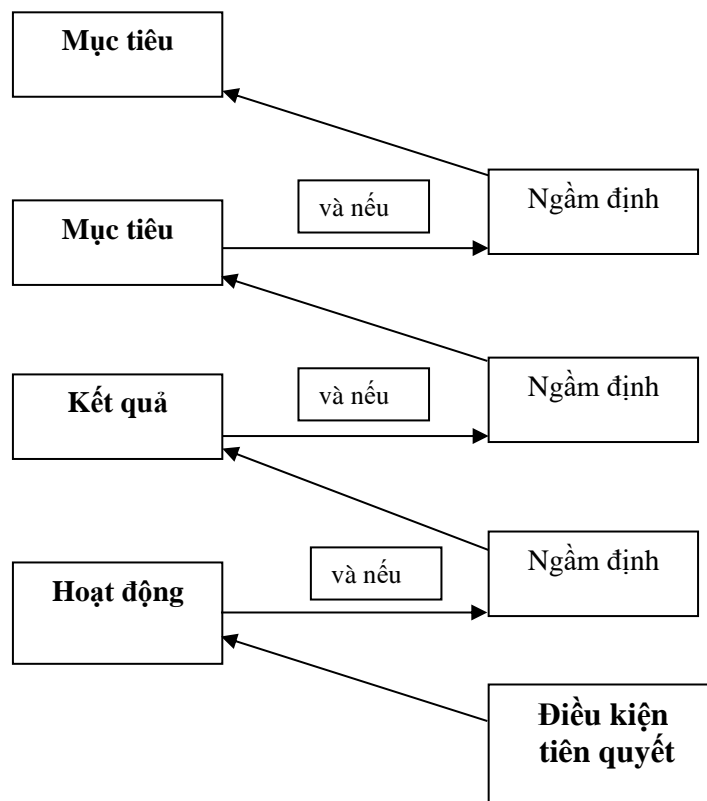 Mục tiêu
Ngầm định
và nếu
Mục tiêu
Ngầm định
và nếu
Kết quả
Ngầm định
và nếu
Hoạt động
Điều kiện
tiên quyết